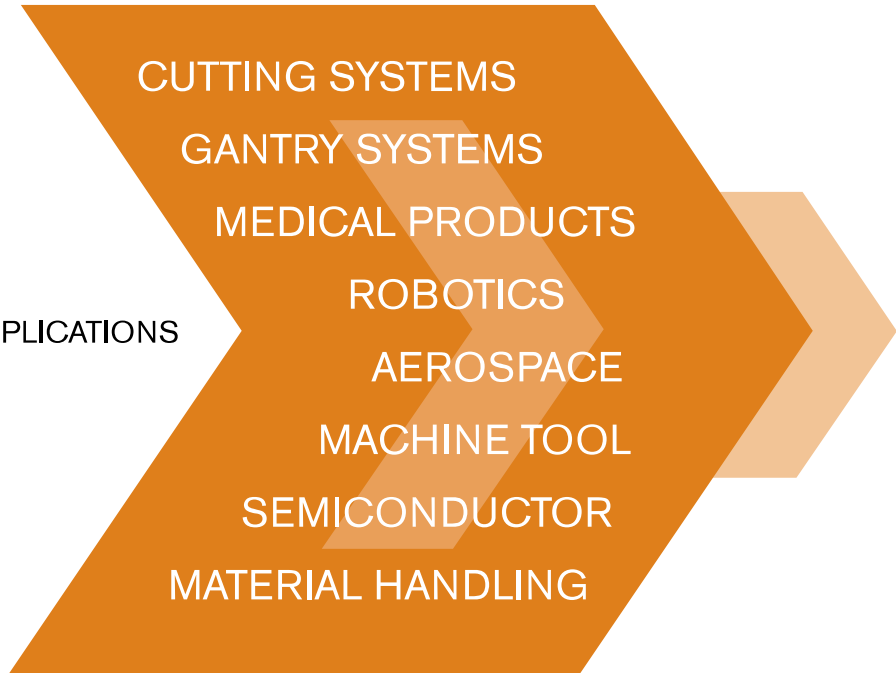 CUTTING SYSTEMS
GANTRY SYSTEMS
MEDICAL PRODUCTS
ROBOTICS
PLICATIONS
AEROSPACE
MACHINE TOOL
SEMICONDUCTOR
MATERIAL HANDLING